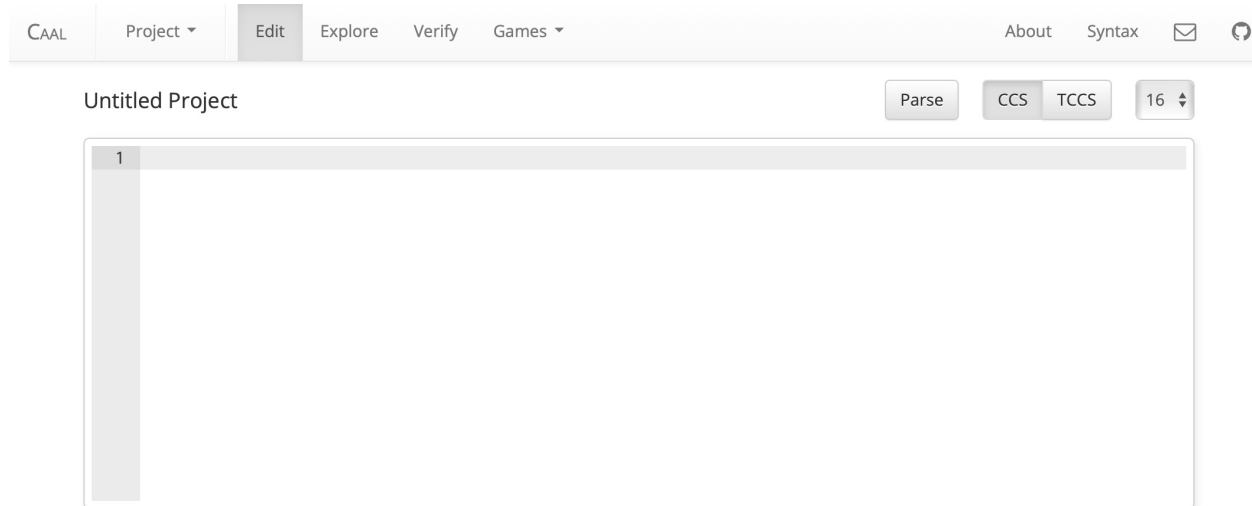 CAAL Project Edit Explore Verify Games About Syntax
Untitled Project Parse CCS TCCS 16
1